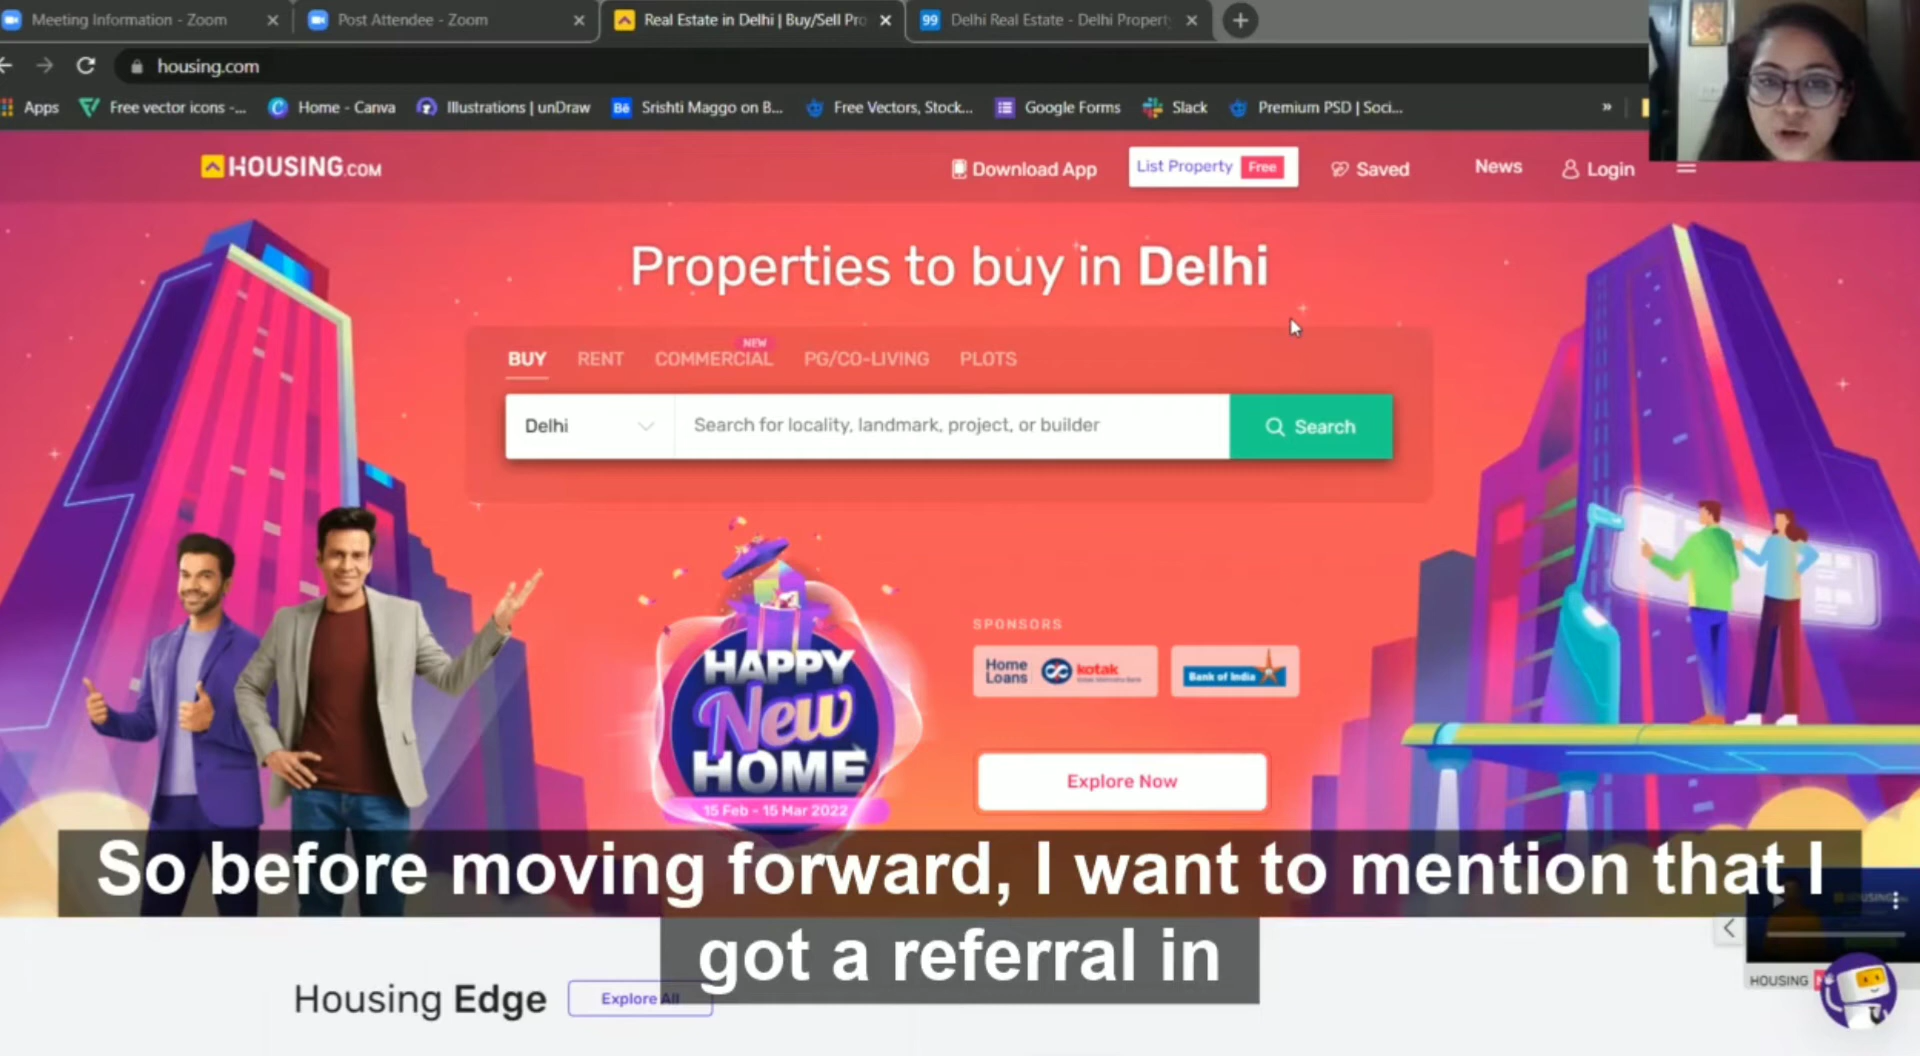 Meeting Information - Zoom
Post Attendee - Zoom
Real Estate in Delhi | Buy/Sell Pro
99
Delhi Real Estate - Delhi Propert
housing.com
Apps
Free vector icons -...
Home - Canva
Illustrations | unDraw
Bē
Srishti Maggo on B...
Free Vectors, Stock...
Google Forms
Slack
Premium PSD | Soci...
»
HOUSING.COM
Download App
List Property Free
Saved
News
Login
Properties to buy in Delhi
NEW
BUY RENT COMMERCIAL PG/CO-LIVING PLOTS
Delhi
Search for locality, landmark, project, or builder
Search
SPONSORS
Home
Loans
kotak
Bank of India
HAPPY
New
HOME
15 Feb - 15 Mar 2022
Explore Now
So before moving forward, I want to mention that I
got a referral in
Housing Edge
Explore All
HOUSING